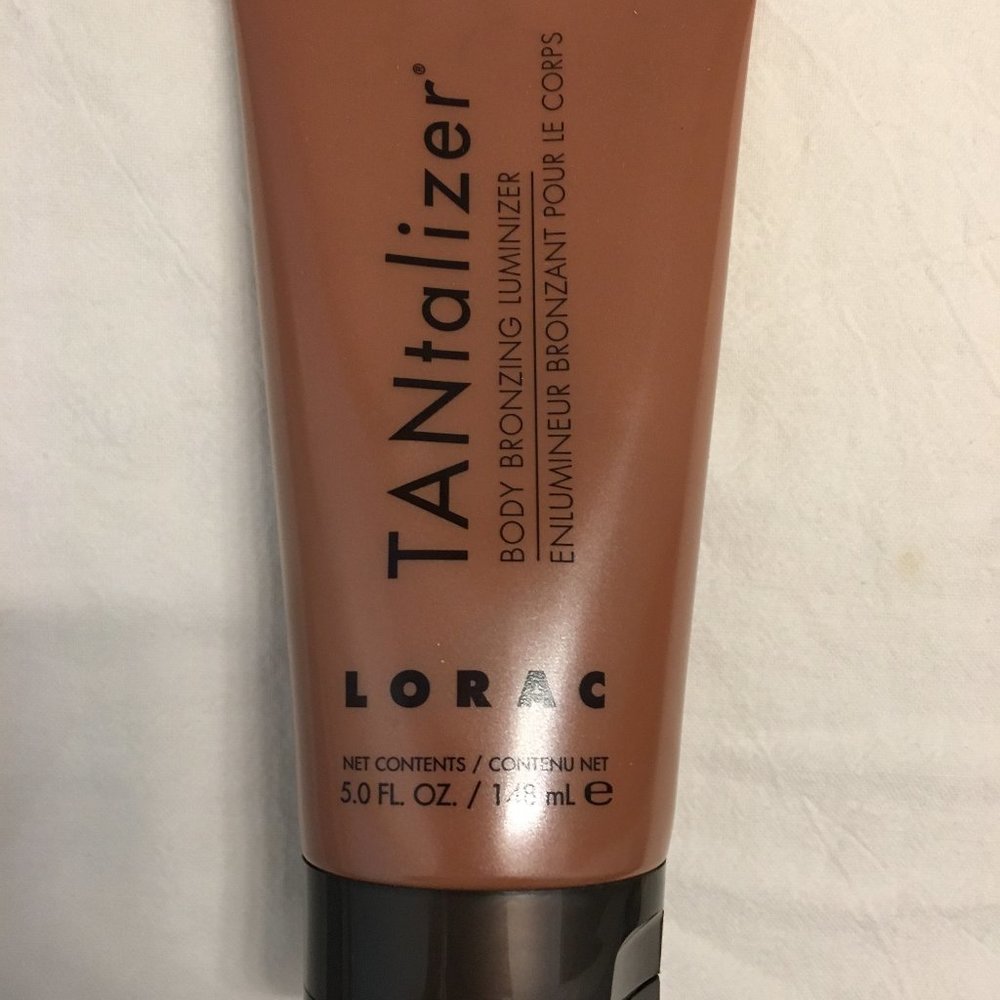 TANtalizer®
BODY BRONZING LUMINIZER
ENLUMINEUR BRONZANT POUR LE CORPS
LORAC
NET CONTENTS / CONTENU NET
5.0 FL. OZ. / 148 mL ℮